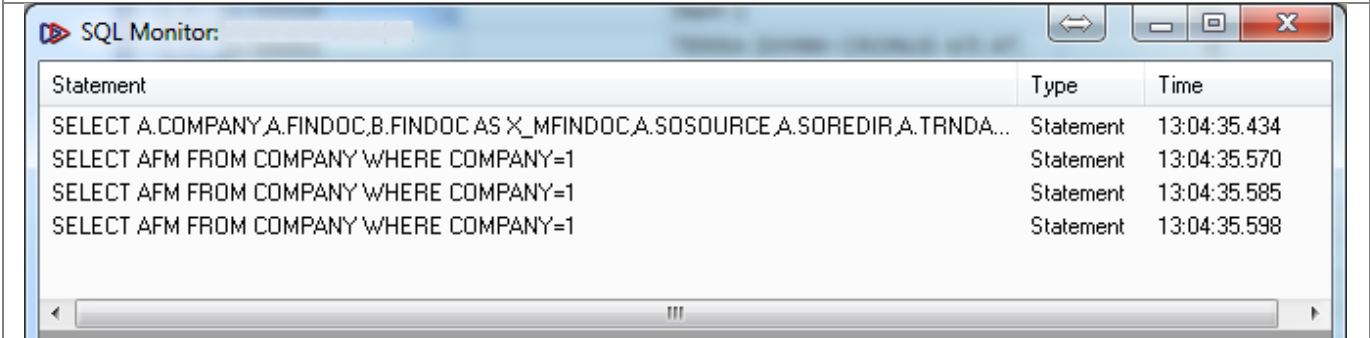 SQL Monitor:
Statement Type Time
SELECT A.COMPANY,A.FINDOC,B.FINDOC AS X_MFINDOC,A.SOSOURCE,A.SOREDIR,A.TRNDA... Statement 13:04:35.434
SELECT AFM FROM COMPANY WHERE COMPANY=1 Statement 13:04:35.570
SELECT AFM FROM COMPANY WHERE COMPANY=1 Statement 13:04:35.585
SELECT AFM FROM COMPANY WHERE COMPANY=1 Statement 13:04:35.598